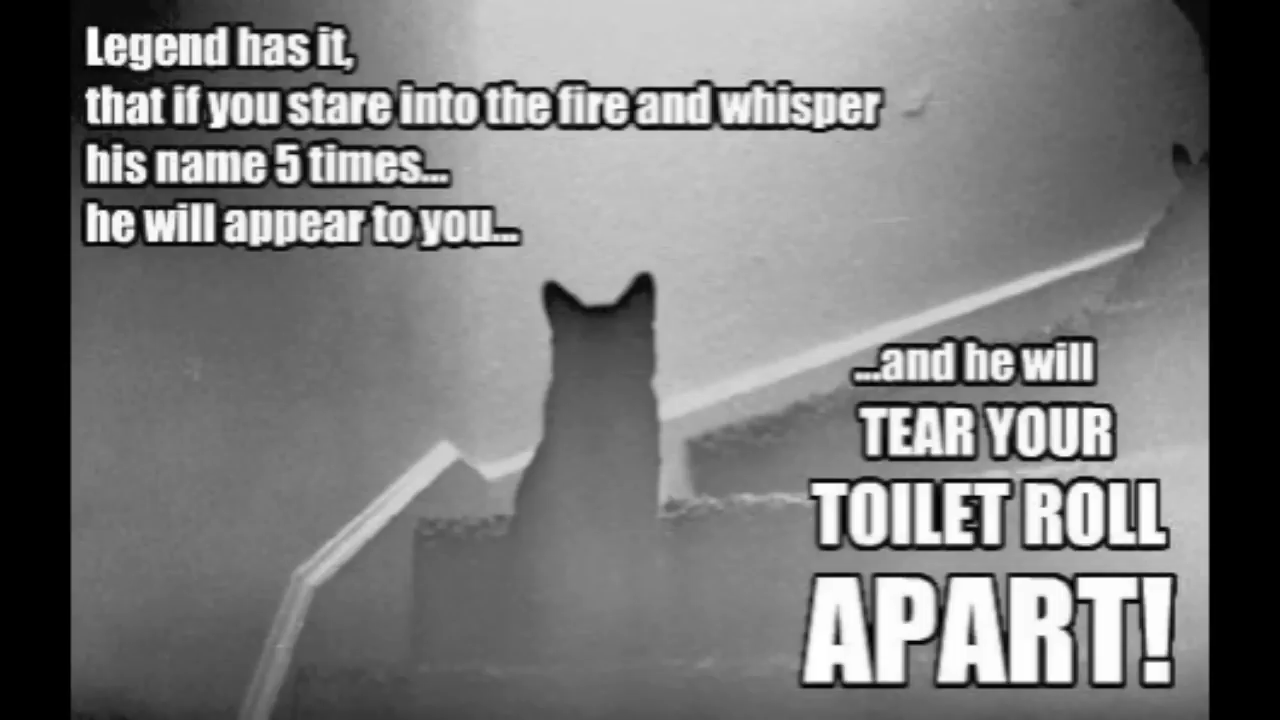 Legend has it,
that if you stare into the fire and whisper
his name 5 times...
he will appear to you...
...and he will
TEAR YOUR
TOILET ROLL
APART!